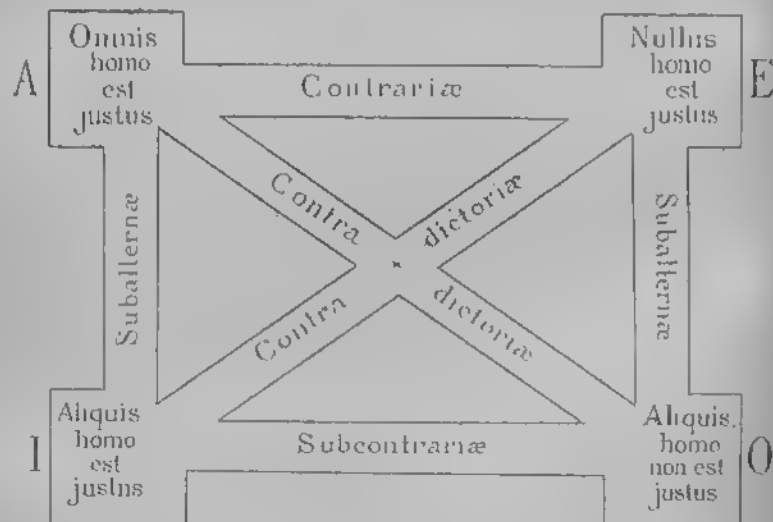 A
Omnis
homo
est
justus
Contrariæ
Nullus
homo
est
justus
E
Subalternæ
Contra
dictoriæ
Contra
dictoriæ
Subalternæ
I
Aliquis
homo
est
justus
Subcontrariæ
Aliquis
homo
non est
justus
O